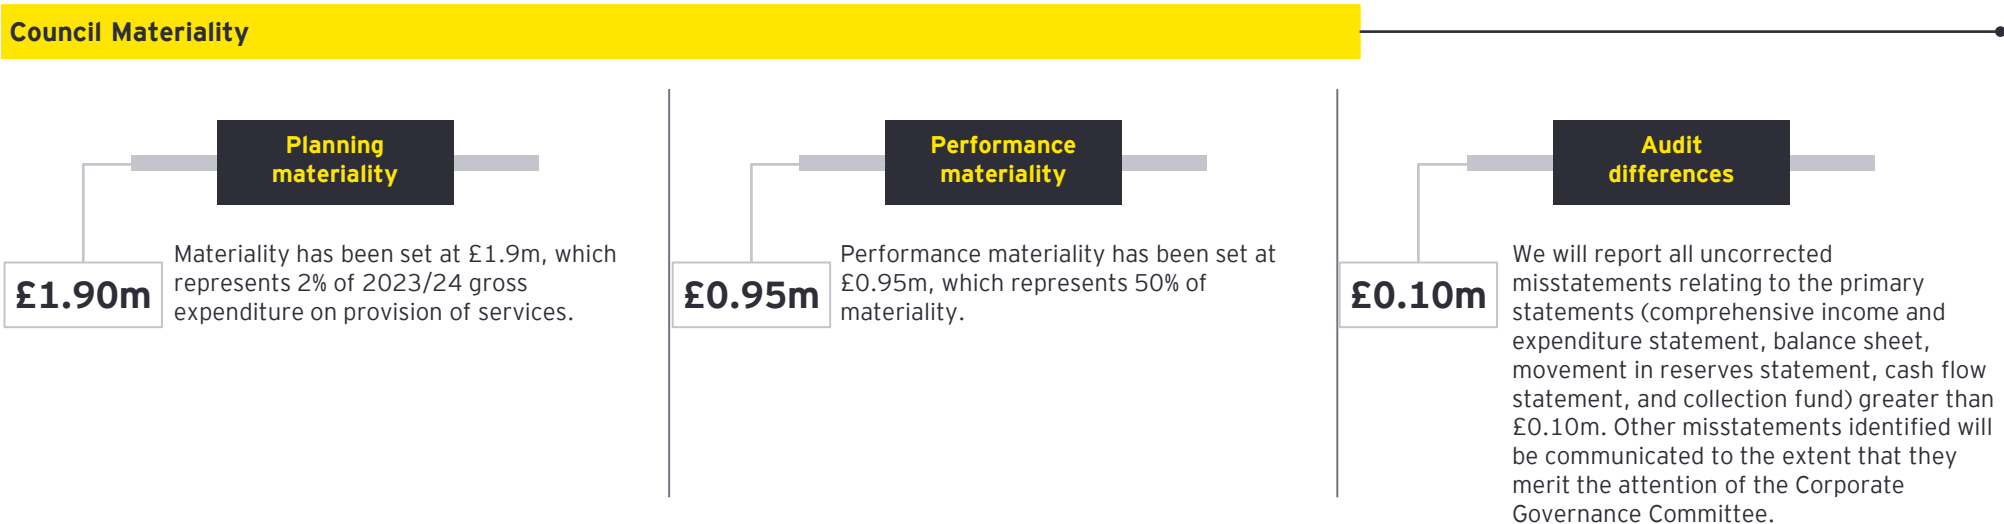 Council Materiality
Planning
materiality
£1.90m
Materiality has been set at £1.9m, which
represents 2% of 2023/24 gross
expenditure on provision of services.
Performance
materiality
£0.95m
Performance materiality has been set at
£0.95m, which represents 50% of
materiality.
Audit
differences
£0.10m
We will report all uncorrected
misstatements relating to the primary
statements (comprehensive income and
expenditure statement, balance sheet,
movement in reserves statement, cash flow
statement, and collection fund) greater than
£0.10m. Other misstatements identified will
be communicated to the extent that they
merit the attention of the Corporate
Governance Committee.